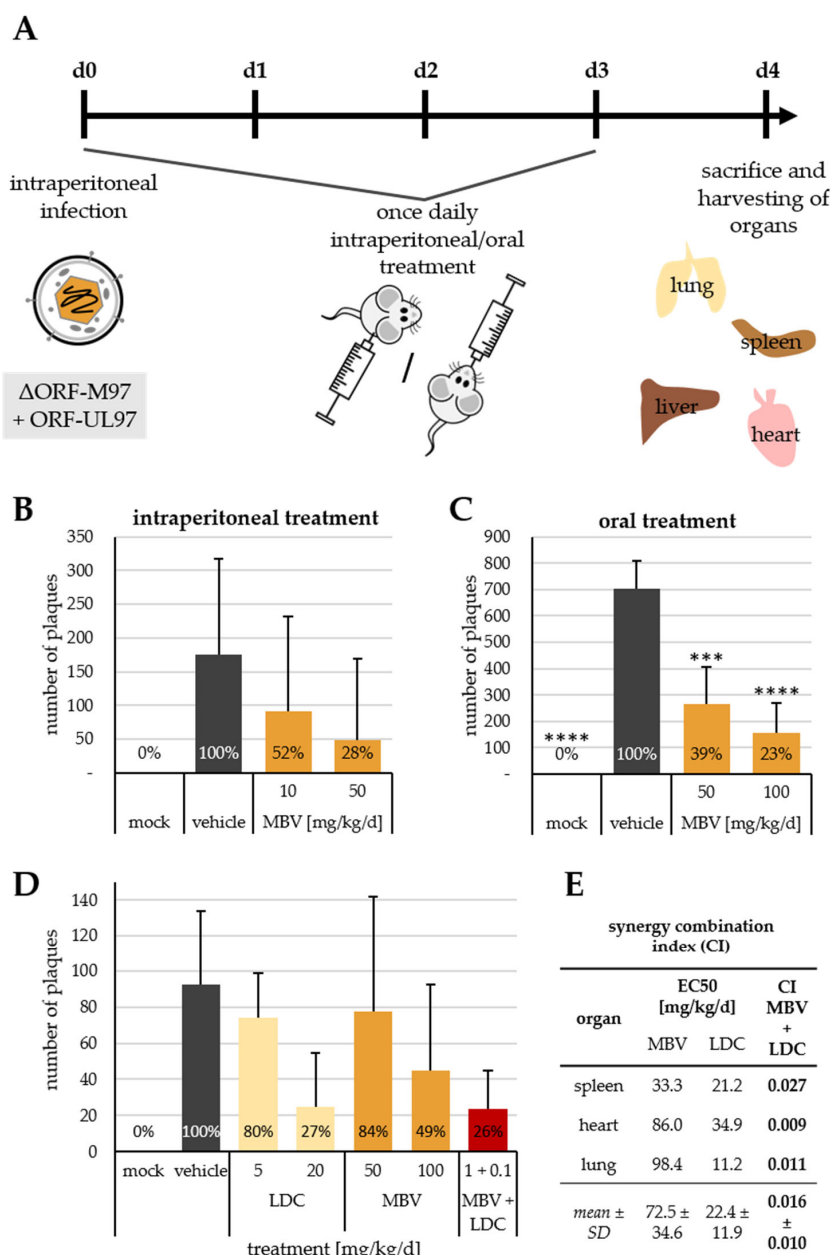 A
d0 d1 d2 d3 d4
intraperitoneal
infection
ΔORF-M97
+ ORF-UL97
once daily
intraperitoneal/oral
treatment
/
sacrifice and
harvesting of
organs
lung
spleen
liver
heart
B
intraperitoneal treatment
number of plaques
350
300
250
200
150
100
50
-
0% 100% 52% 28%
10 50
mock vehicle MBV [mg/kg/d]
C
oral treatment
number of plaques
900
800
700
600
500
400
300
200
100
-
**** *** ****
0% 100% 39% 23%
50 100
mock vehicle MBV [mg/kg/d]
D
number of plaques
140
120
100
80
60
40
20
0
0% 100% 80% 27% 84% 49% 26%
mock vehicle 5 20 50 100 1 + 0.1
LDC MBV MBV +
LDC
treatment [mg/kg/d]
E
synergy combination
index (CI)
organ
EC50
[mg/kg/d]
MBV LDC
CI
MBV
+
LDC
spleen 33.3 21.2 0.027
heart 86.0 34.9 0.009
lung 98.4 11.2 0.011
mean ±
SD
72.5 ±
34.6
22.4 ±
11.9
0.016
±
0.010